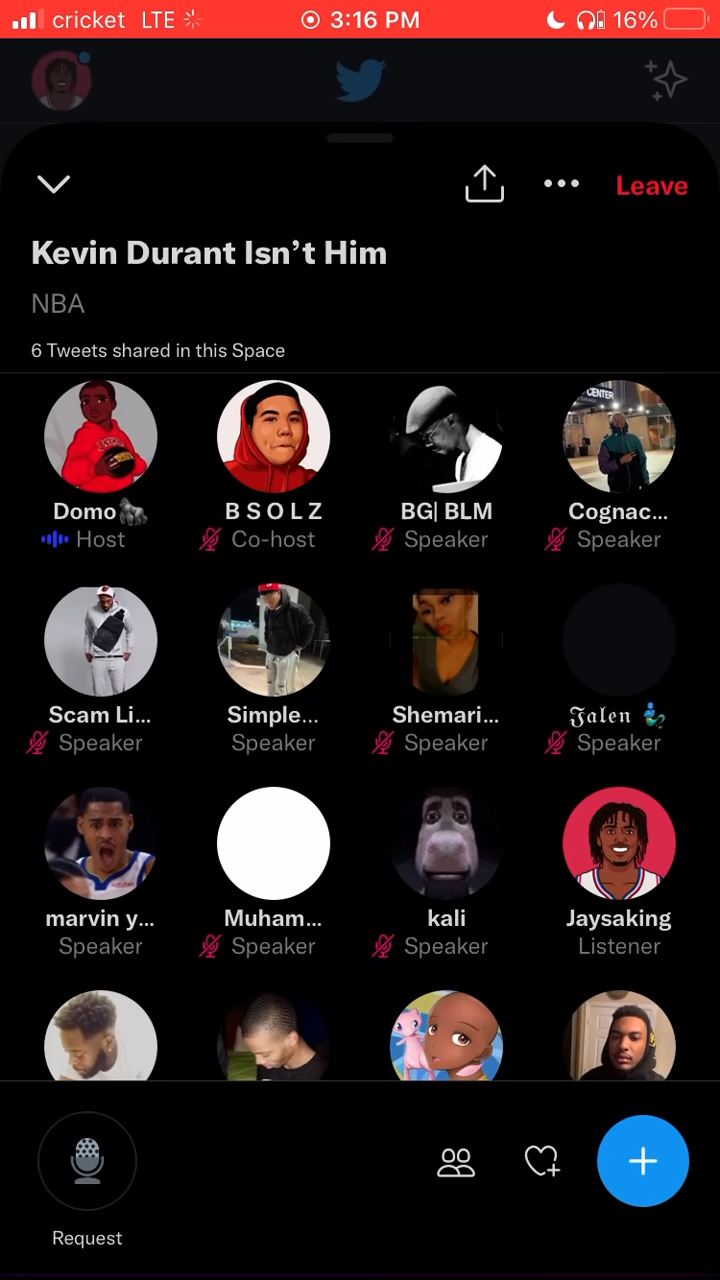 cricket LTE 3:16 PM 16%
Leave
Kevin Durant Isn’t Him
NBA
6 Tweets shared in this Space
CENTER
Domo🦍 B S O L Z BG| BLM Cognac...
Host Co-host Speaker Speaker
Scam Li... Simple... Shemari... 𝕵𝖆𝖑𝖊𝖓 🧞‍♂️
Speaker Speaker Speaker Speaker
marvin y... Muham... kali Jaysaking
Speaker Speaker Speaker Listener
Request